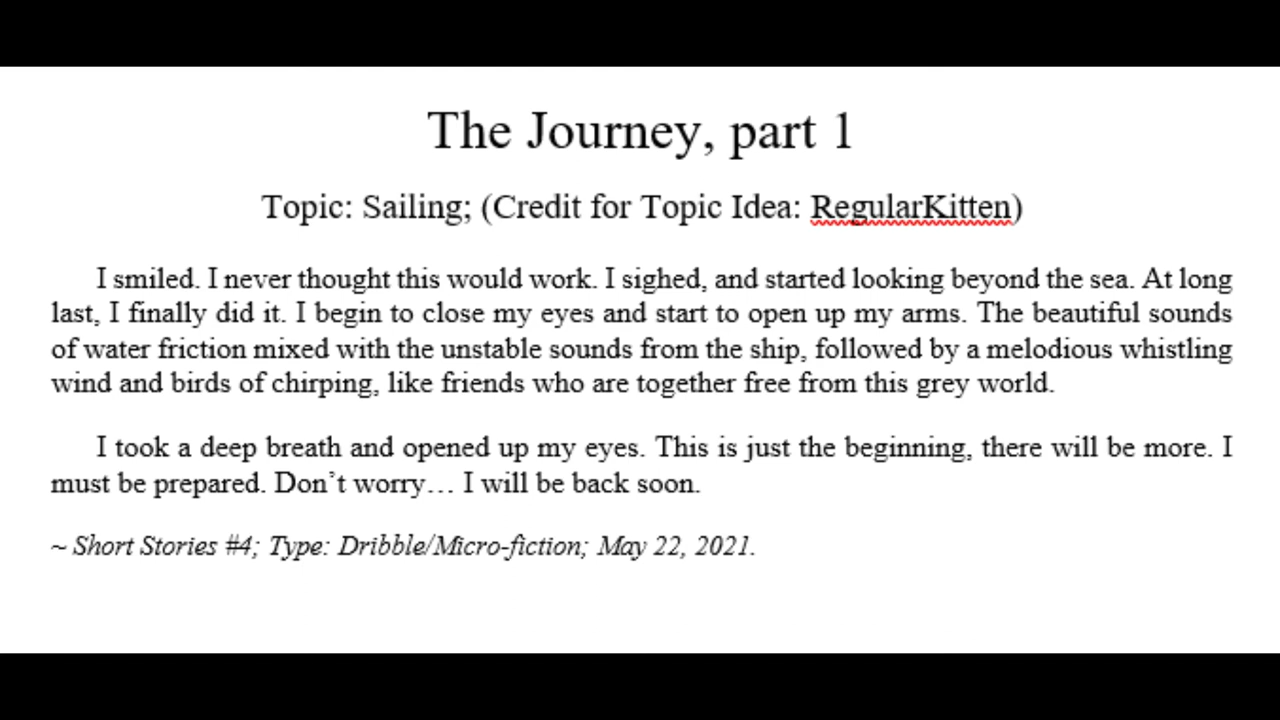 The Journey, part 1
Topic: Sailing; (Credit for Topic Idea: RegularKitten)
I smiled. I never thought this would work. I sighed, and started looking beyond the sea. At long
last, I finally did it. I begin to close my eyes and start to open up my arms. The beautiful sounds
of water friction mixed with the unstable sounds from the ship, followed by a melodious whistling
wind and birds of chirping, like friends who are together free from this grey world.
I took a deep breath and opened up my eyes. This is just the beginning, there will be more. I
must be prepared. Don’t worry… I will be back soon.
~ Short Stories #4; Type: Dribble/Micro-fiction; May 22, 2021.